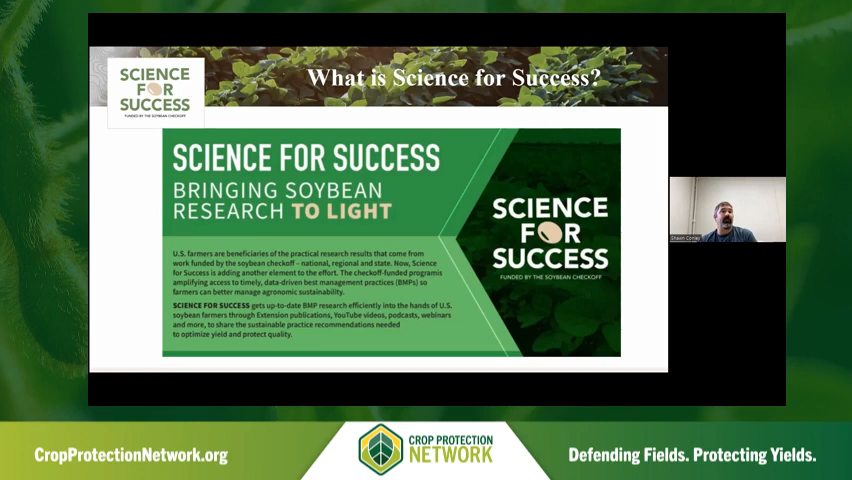 What is Science for Success?
SCIENCE
FOR
SUCCESS
FUNDED BY THE SOYBEAN CHECKOFF
SCIENCE FOR SUCCESS
BRINGING SOYBEAN
RESEARCH TO LIGHT
U.S. farmers are beneficiaries of the practical research results that come from
work funded by the soybean checkoff – national, regional and state. Now, Science
for Success is adding another element to the effort. The checkoff-funded programis
amplifying access to timely, data-driven best management practices (BMPs) so
farmers can better manage agronomic sustainability.
SCIENCE FOR SUCCESS gets up-to-date BMP research efficiently into the hands of U.S.
soybean farmers through Extension publications, YouTube videos, podcasts, webinars
and more, to share the sustainable practice recommendations needed
to optimize yield and protect quality.
SCIENCE
FOR
SUCCESS
FUNDED BY THE SOYBEAN CHECKOFF
Shawn Conley
CropProtectionNetwork.org
CROP PROTECTION
NETWORK
Defending Fields. Protecting Yields.